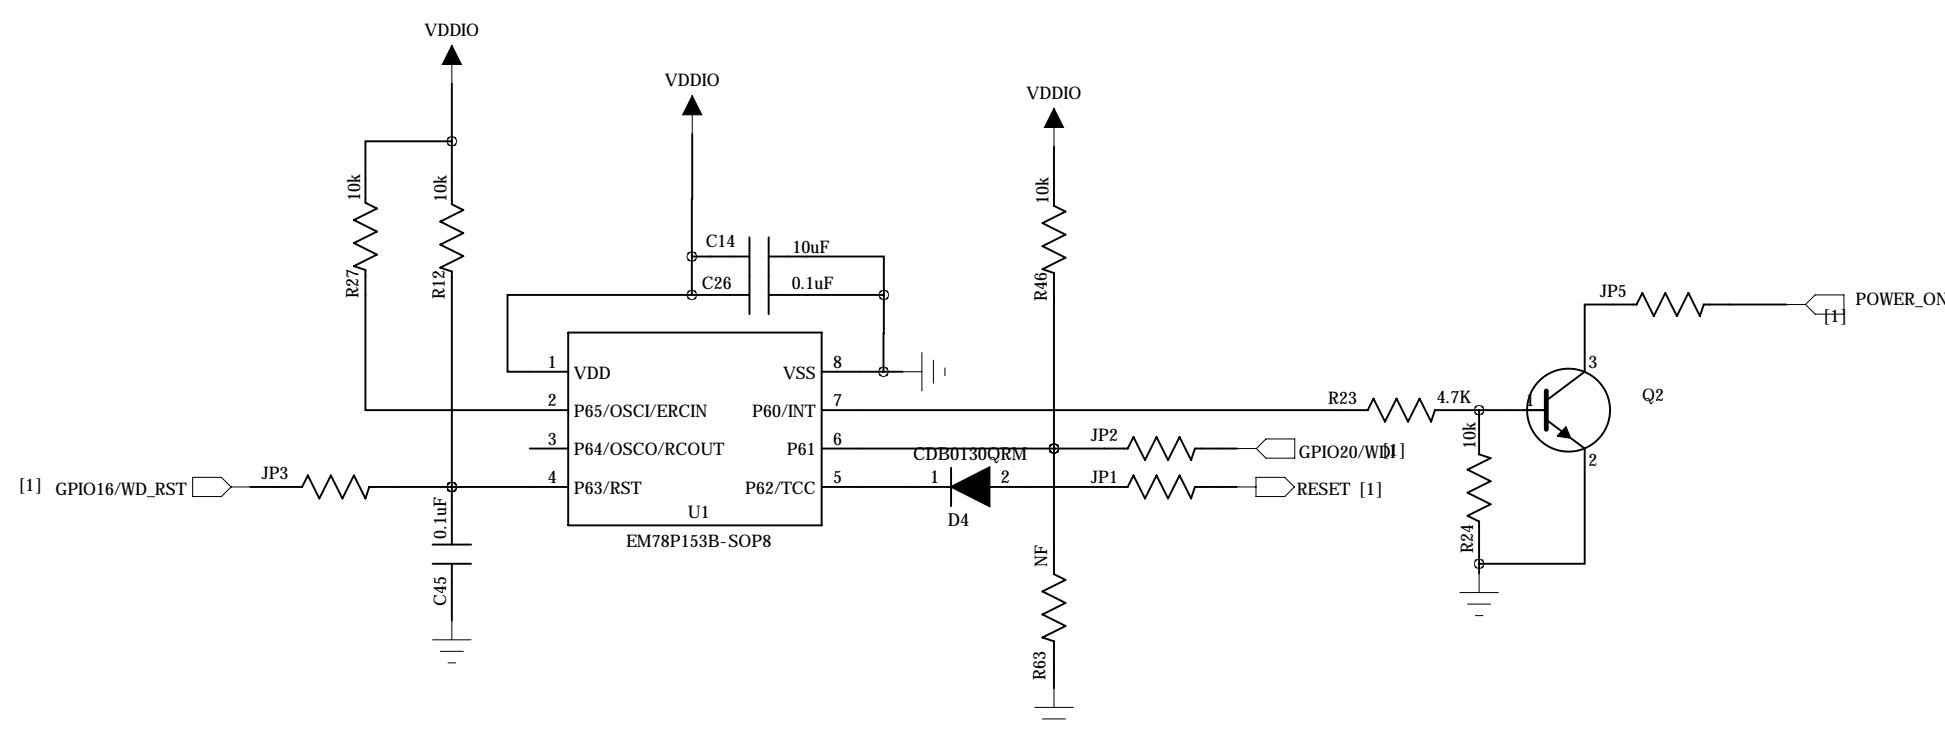 VDDIO
VDDIO
VDDIO
10k
R27
10k
R12
C14 10uF
C26 0.1uF
10k
R46
JP5
POWER_ON
[1]
1 VDD
VSS 8
2 P65/OSCI/ERCIN
P60/INT 7
3 P64/OSCO/RCOUT
P61 6
4 P63/RST
P62/TCC 5
U1
EM78P153B-SOP8
[1] GPIO16/WD_RST
JP3
0.1uF
C45
CDB0130QRM
1 2
D4
JP2
GPIO20/WDI
[1]
JP1
RESET [1]
NF
R63
R23 4.7K
10k
R24
1
3
2
Q2